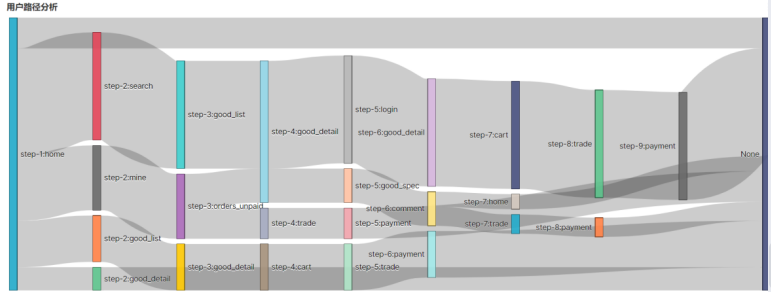 用户路径分析
step-1:home
step-2:search
step-2:mine
step-2:good_list
step-2:good_detail
step-3:good_list
step-3:orders_unpaid
step-3:good_detail
step-4:good_detail
step-4:trade
step-4:cart
step-5:login
step-5:good_spec
step-5:payment
step-5:trade
step-6:good_detail
step-6:comment
step-6:payment
step-7:cart
step-7:home
step-7:trade
step-8:trade
step-8:payment
step-9:payment
None